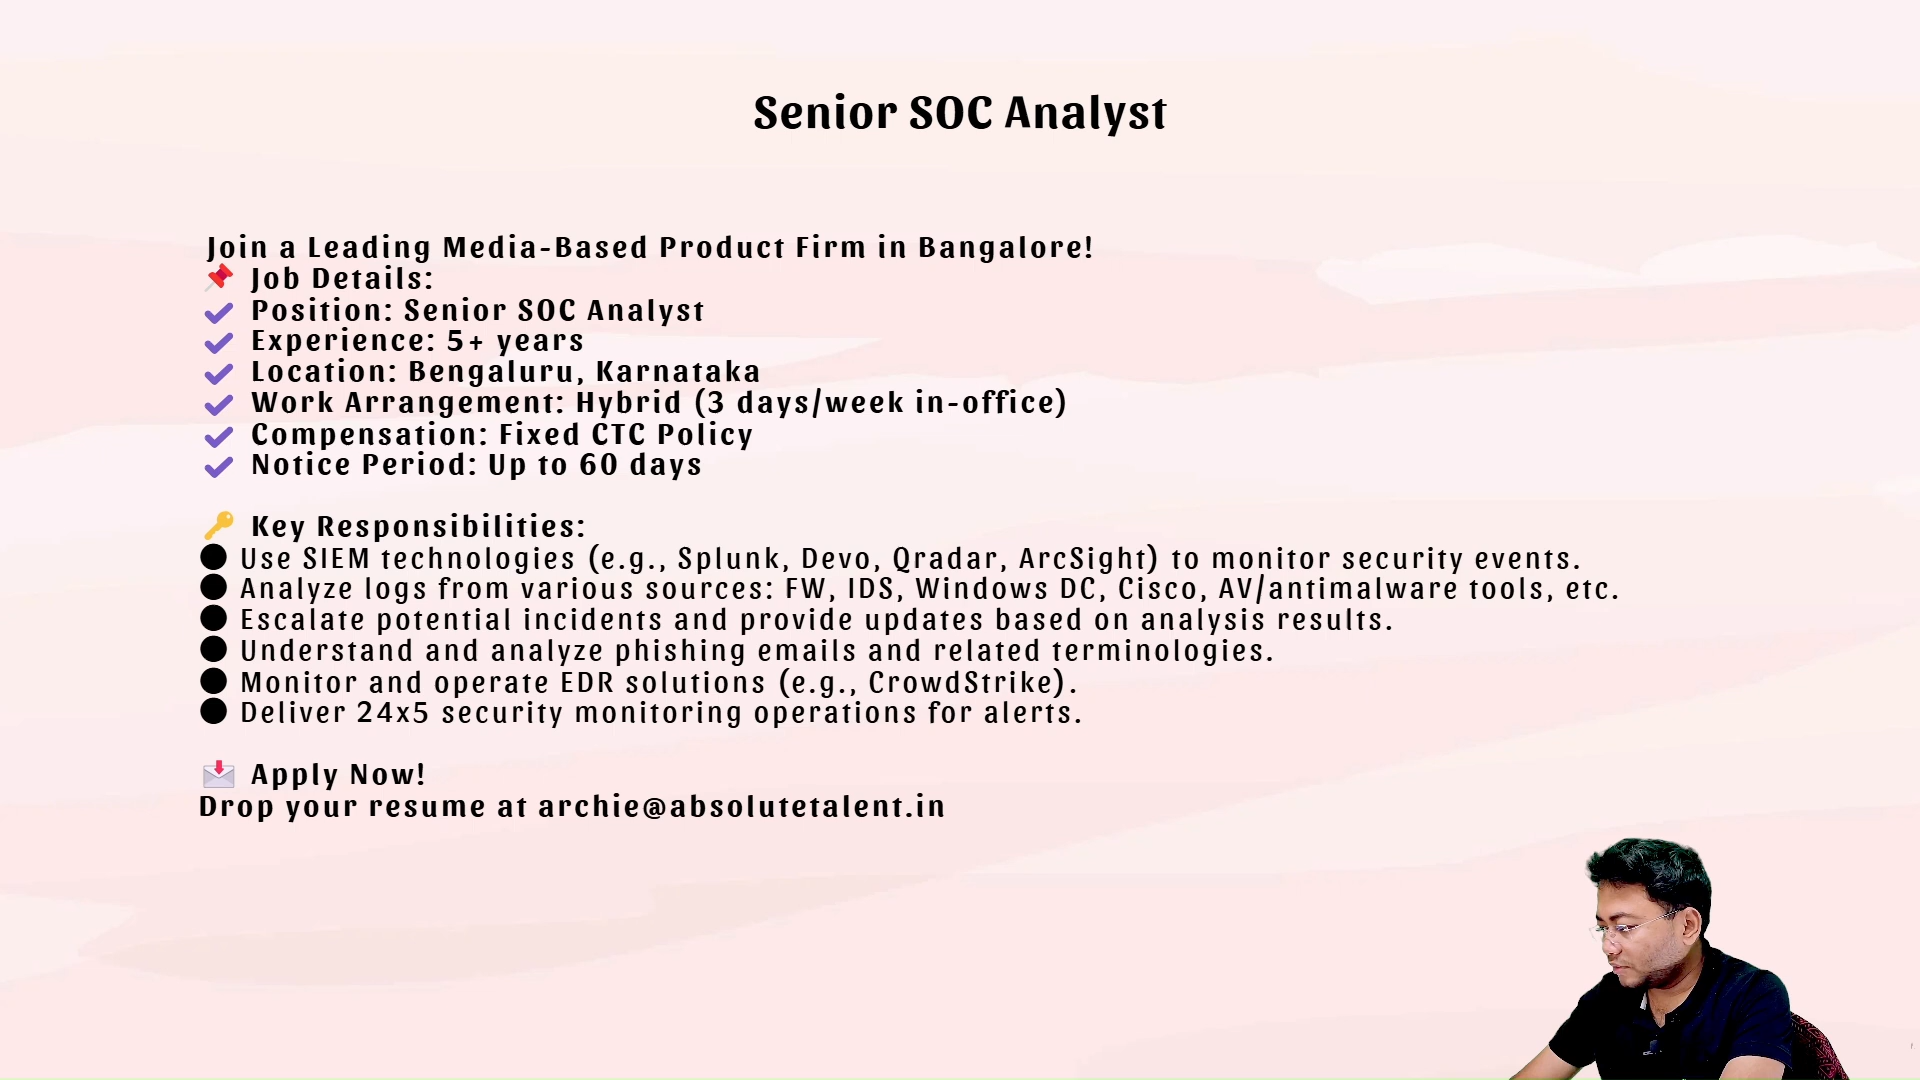 Senior SOC Analyst
Join a Leading Media-Based Product Firm in Bangalore!
📌 Job Details:
✔ Position: Senior SOC Analyst
✔ Experience: 5+ years
✔ Location: Bengaluru, Karnataka
✔ Work Arrangement: Hybrid (3 days/week in-office)
✔ Compensation: Fixed CTC Policy
✔ Notice Period: Up to 60 days
🔑 Key Responsibilities:
● Use SIEM technologies (e.g., Splunk, Devo, Qradar, ArcSight) to monitor security events.
● Analyze logs from various sources: FW, IDS, Windows DC, Cisco, AV/antimalware tools, etc.
● Escalate potential incidents and provide updates based on analysis results.
● Understand and analyze phishing emails and related terminologies.
● Monitor and operate EDR solutions (e.g., CrowdStrike).
● Deliver 24x5 security monitoring operations for alerts.
📩 Apply Now!
Drop your resume at archie@absolutetalent.in